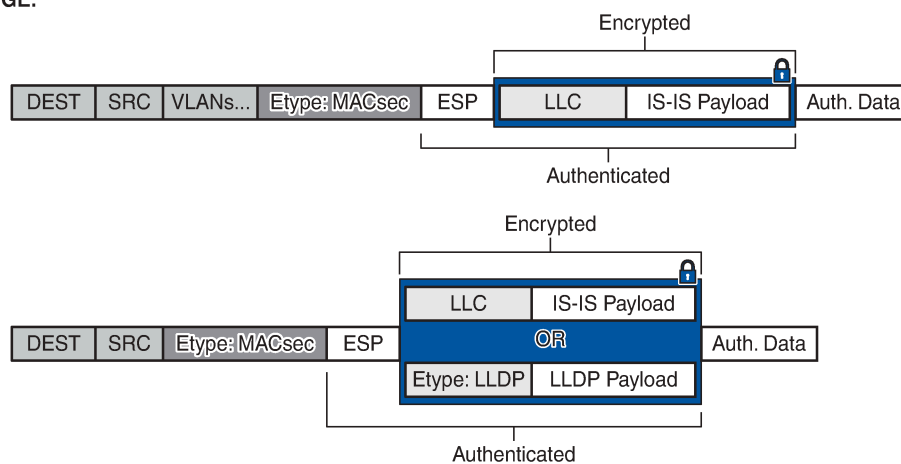 GE:
Encrypted
DEST SRC VLANs... Etype: MACsec ESP LLC IS-IS Payload Auth. Data
Authenticated
Encrypted
LLC IS-IS Payload
DEST SRC Etype: MACsec ESP OR Auth. Data
Etype: LLDP LLDP Payload
Authenticated